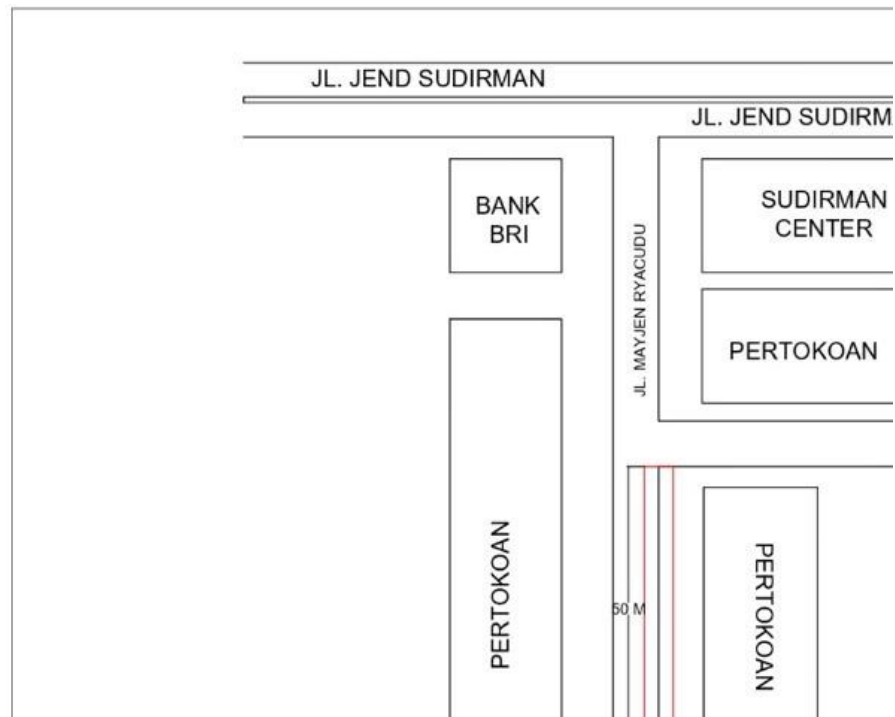 JL. JEND SUDIRMAN
JL. JEND SUDIRM
BANK
BRI
SUDIRMAN
CENTER
JL. MAYJEN RYACUDU
PERTOKOAN
PERTOKOAN
50 M
PERTOKOAN